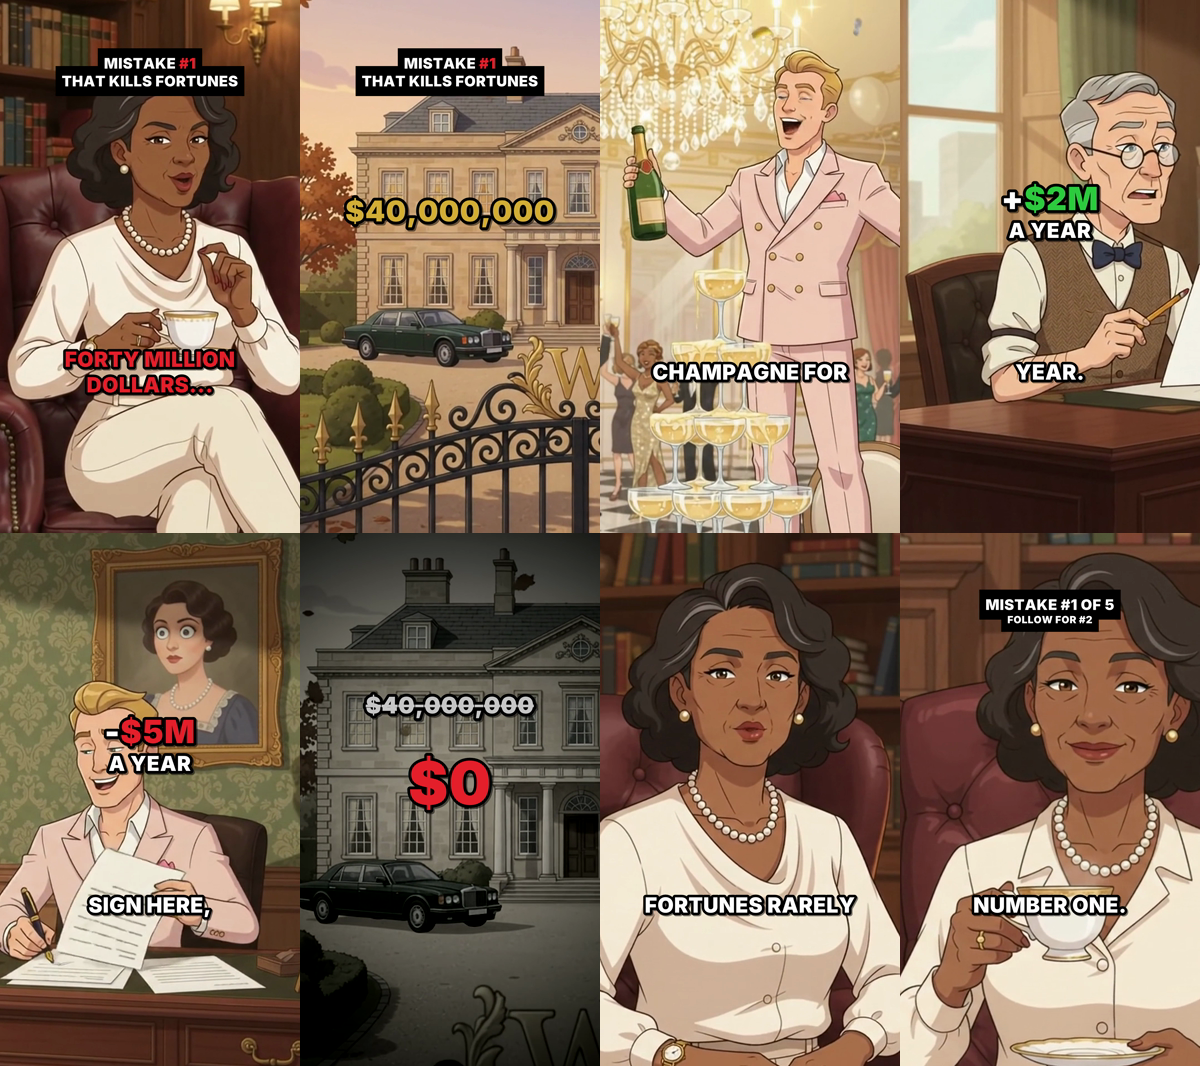 MISTAKE #1
THAT KILLS FORTUNES
FORTY MILLION
DOLLARS...
MISTAKE #1
THAT KILLS FORTUNES
$40,000,000
W
CHAMPAGNE FOR
+$2M
A YEAR
YEAR.
-$5M
A YEAR
SIGN HERE,
$40,000,000
$0
W
FORTUNES RARELY
MISTAKE #1 OF 5
FOLLOW FOR #2
NUMBER ONE.